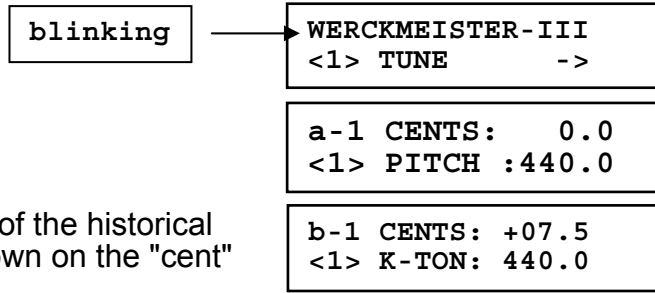 blinking
WERCKMEISTER-III
<1> TUNE ->
a-1 CENTS: 0.0
<1> PITCH :440.0
of the historical
own on the "cent"
b-1 CENTS: +07.5
<1> K-TON: 440.0